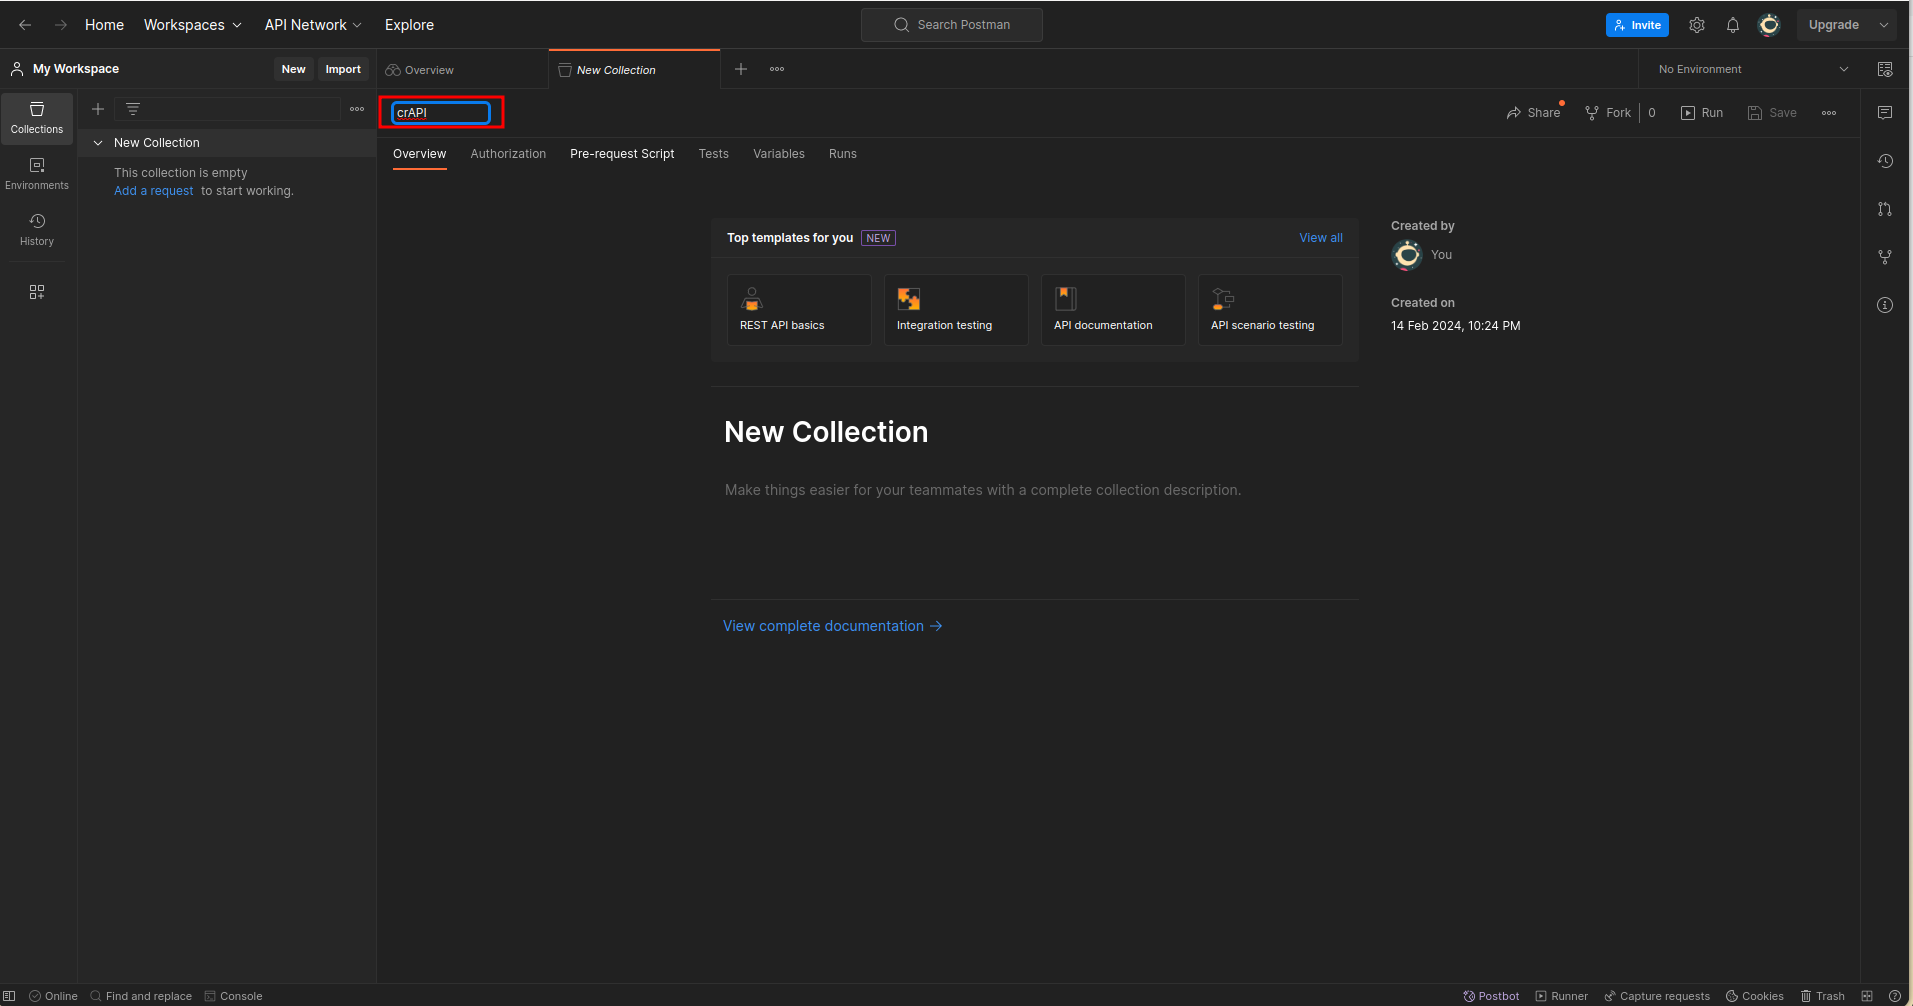 Home Workspaces API Network Explore Search Postman Invite Upgrade
My Workspace New Import Overview New Collection No Environment
crAPI Share Fork 0 Run Save
Collections
New Collection
Overview Authorization Pre-request Script Tests Variables Runs
This collection is empty
Add a request to start working.
Environments
History
Top templates for you NEW View all
REST API basics
Integration testing
API documentation
API scenario testing
Created by
You
Created on
14 Feb 2024, 10:24 PM
New Collection
Make things easier for your teammates with a complete collection description.
View complete documentation →
Online Find and replace Console Postbot Runner Capture requests Cookies Trash